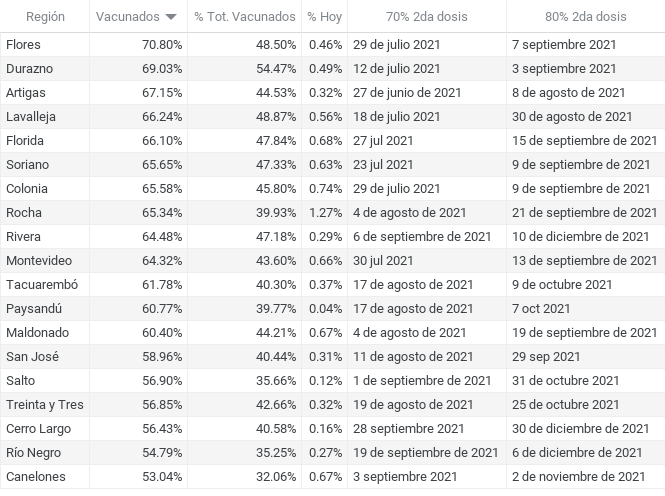 Región Vacunados % Tot. Vacunados % Hoy 70% 2da dosis 80% 2da dosis
Flores 70.80% 48.50% 0.46% 29 de julio 2021 7 septiembre 2021
Durazno 69.03% 54.47% 0.49% 12 de julio 2021 3 septiembre 2021
Artigas 67.15% 44.53% 0.32% 27 de junio de 2021 8 de agosto de 2021
Lavalleja 66.24% 48.87% 0.56% 18 de julio 2021 30 de agosto de 2021
Florida 66.10% 47.84% 0.68% 27 jul 2021 15 de septiembre de 2021
Soriano 65.65% 47.33% 0.63% 23 jul 2021 9 de septiembre de 2021
Colonia 65.58% 45.80% 0.74% 29 de julio 2021 9 de septiembre de 2021
Rocha 65.34% 39.93% 1.27% 4 de agosto de 2021 21 de septiembre de 2021
Rivera 64.48% 47.18% 0.29% 6 de septiembre de 2021 10 de diciembre de 2021
Montevideo 64.32% 43.60% 0.66% 30 jul 2021 13 de septiembre de 2021
Tacuarembó 61.78% 40.30% 0.37% 17 de agosto de 2021 9 de octubre 2021
Paysandú 60.77% 39.77% 0.04% 17 de agosto de 2021 7 oct 2021
Maldonado 60.40% 44.21% 0.67% 4 de agosto de 2021 19 de septiembre de 2021
San José 58.96% 40.44% 0.31% 11 de agosto de 2021 29 sep 2021
Salto 56.90% 35.66% 0.12% 1 de septiembre de 2021 31 de octubre 2021
Treinta y Tres 56.85% 42.66% 0.32% 19 de agosto de 2021 25 de octubre 2021
Cerro Largo 56.43% 40.58% 0.16% 28 septiembre 2021 30 de diciembre de 2021
Río Negro 54.79% 35.25% 0.27% 19 de septiembre de 2021 6 de diciembre de 2021
Canelones 53.04% 32.06% 0.67% 3 septiembre 2021 2 de noviembre de 2021